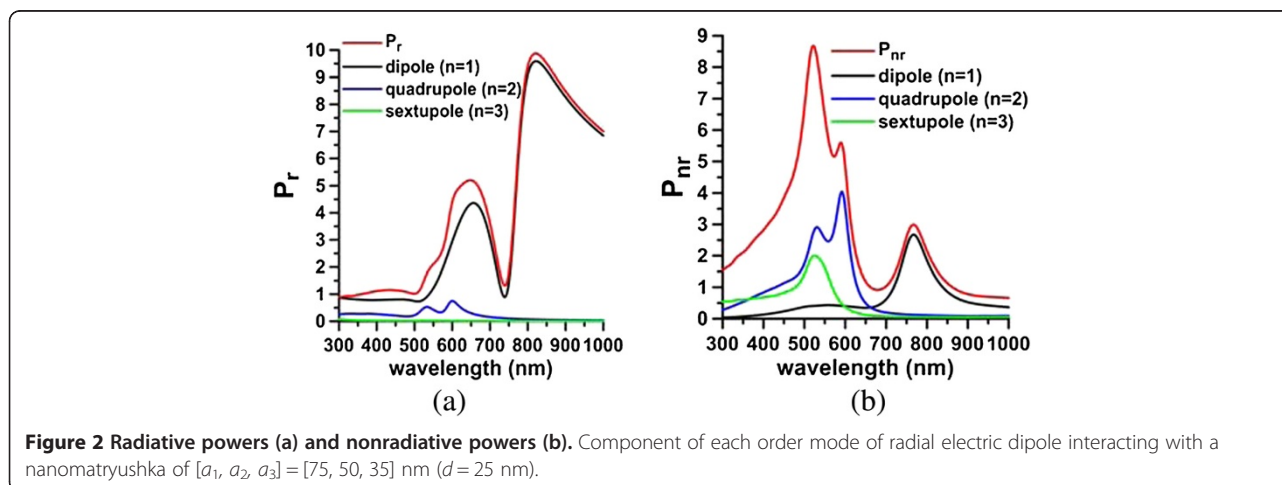 P_r
dipole (n=1)
quadrupole (n=2)
sextupole (n=3)
10
9
8
7
6
5
4
3
2
1
0
P_r
300 400 500 600 700 800 900 1000
wavelength (nm)
(a)
P_nr
dipole (n=1)
quadrupole (n=2)
sextupole (n=3)
9
8
7
6
5
4
3
2
1
0
P_nr
300 400 500 600 700 800 900 1000
wavelength (nm)
(b)
Figure 2 Radiative powers (a) and nonradiative powers (b). Component of each order mode of radial electric dipole interacting with a
nanomatryushka of [a₁, a₂, a₃] = [75, 50, 35] nm (d = 25 nm).